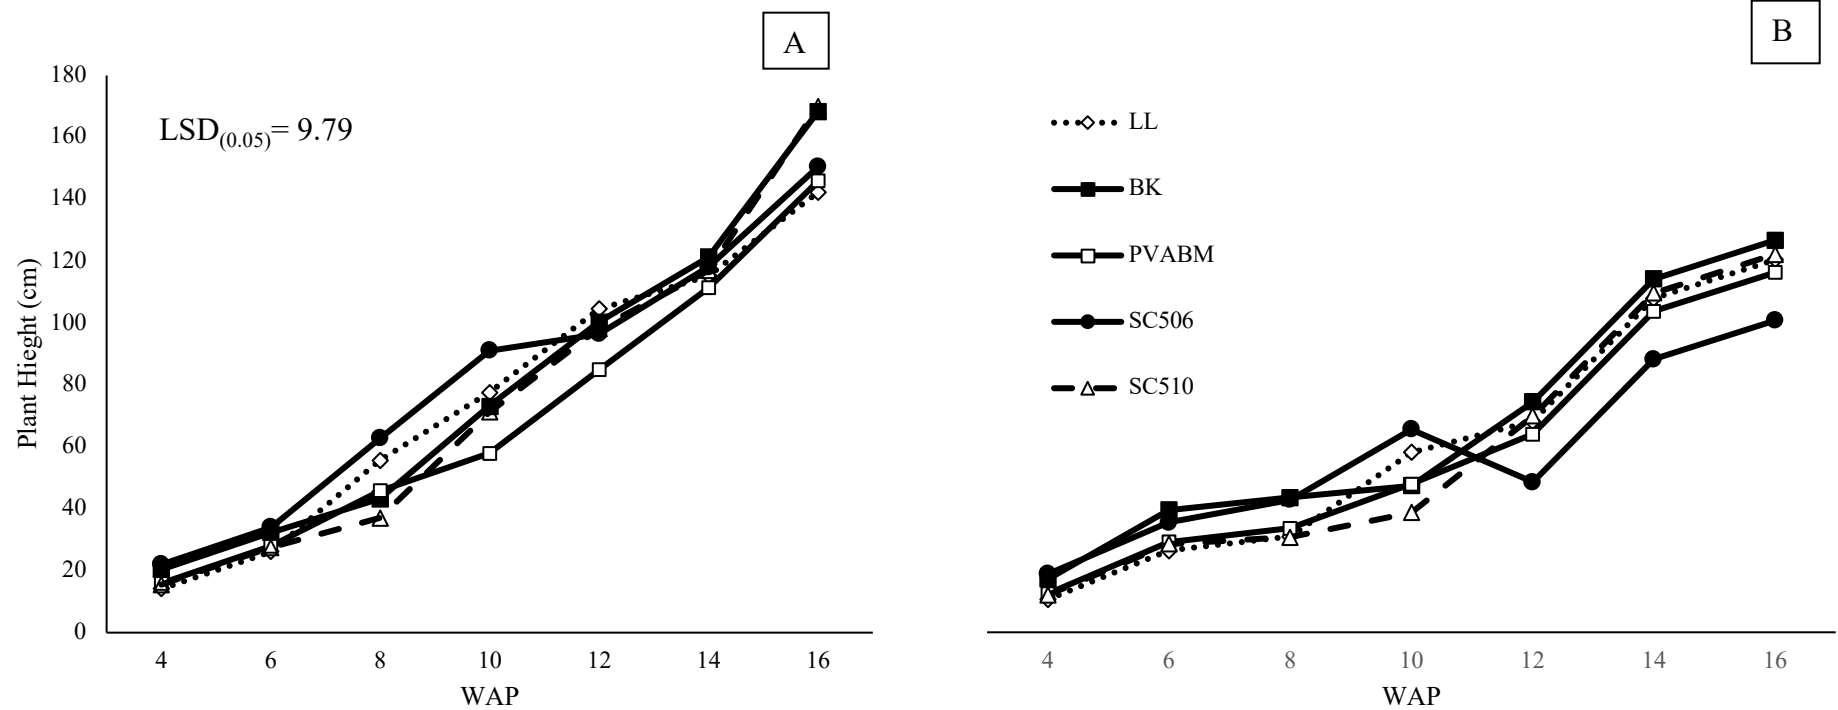 A
B
180
160
140
120
100
80
60
40
20
0
Plant Hieght (cm)
LSD(0.05)= 9.79
4 6 8 10 12 14 16
WAP
LL
BK
PVABM
SC506
SC510
4 6 8 10 12 14 16
WAP